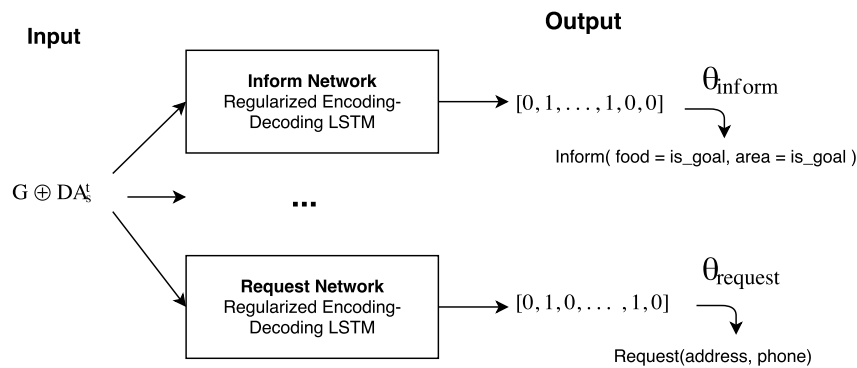 Input
Output
Inform Network
Regularized Encoding-
Decoding LSTM
[0, 1, . . . , 1, 0, 0]
θinform
Inform( food = is_goal, area = is_goal )
G ⊕ DAₛᵗ
...
Request Network
Regularized Encoding-
Decoding LSTM
[0, 1, 0, . . . , 1, 0]
θrequest
Request(address, phone)